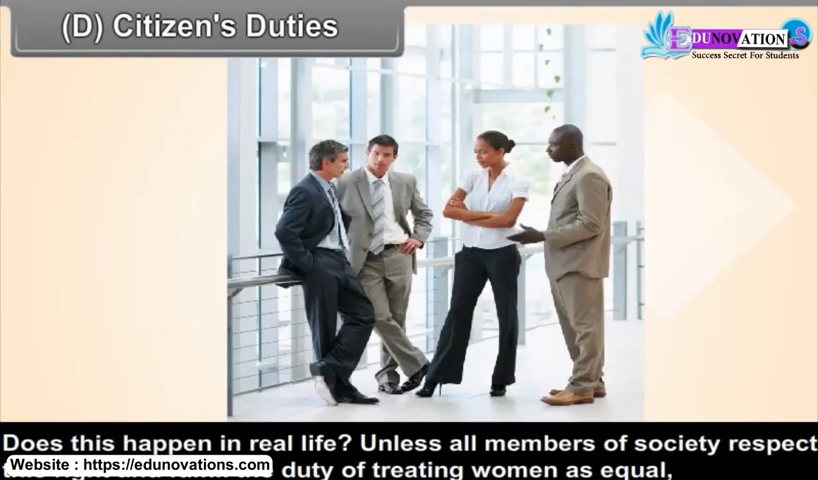 (D) Citizen's Duties
EDUNOVATIONS
Success Secret For Students
Does this happen in real life? Unless all members of society respect
duty of treating women as equal,
Website : https://edunovations.com